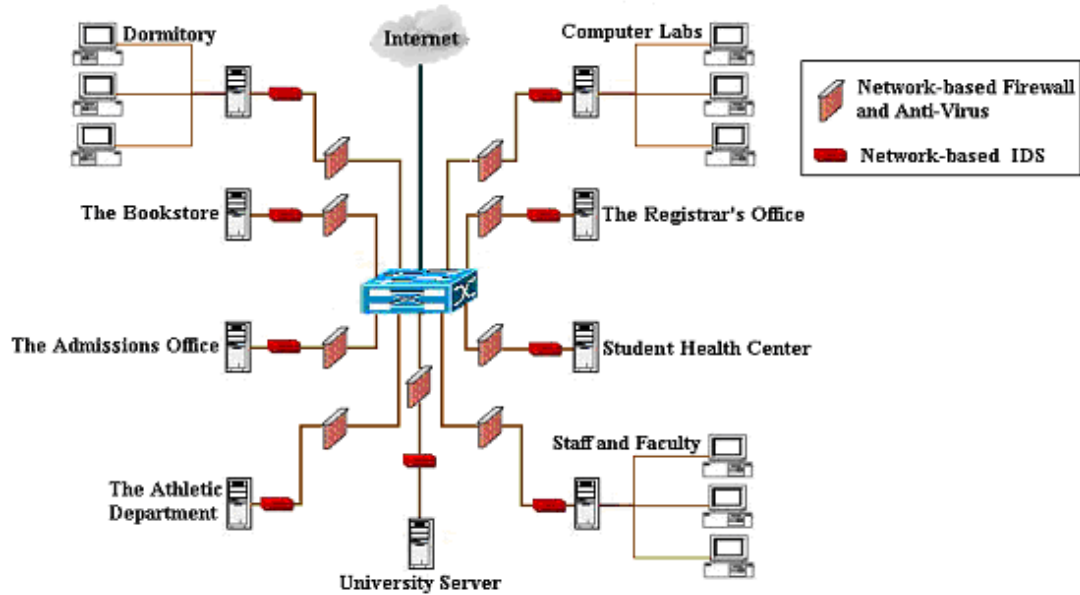 Dormitory
Internet
Computer Labs
Network-based Firewall
and Anti-Virus
Network-based IDS
The Bookstore
The Registrar's Office
The Admissions Office
Student Health Center
Staff and Faculty
The Athletic
Department
University Server